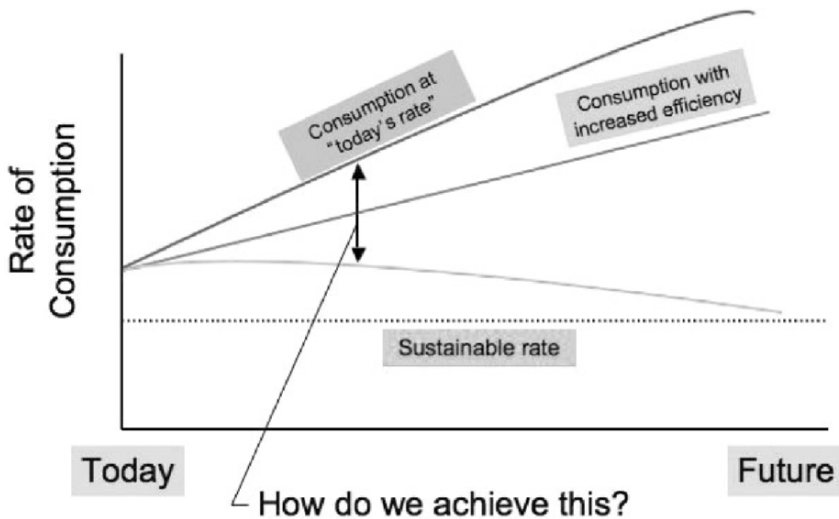 Consumption at
"today's rate"
Consumption with
increased efficiency
Rate of
Consumption
Sustainable rate
Today
Future
How do we achieve this?